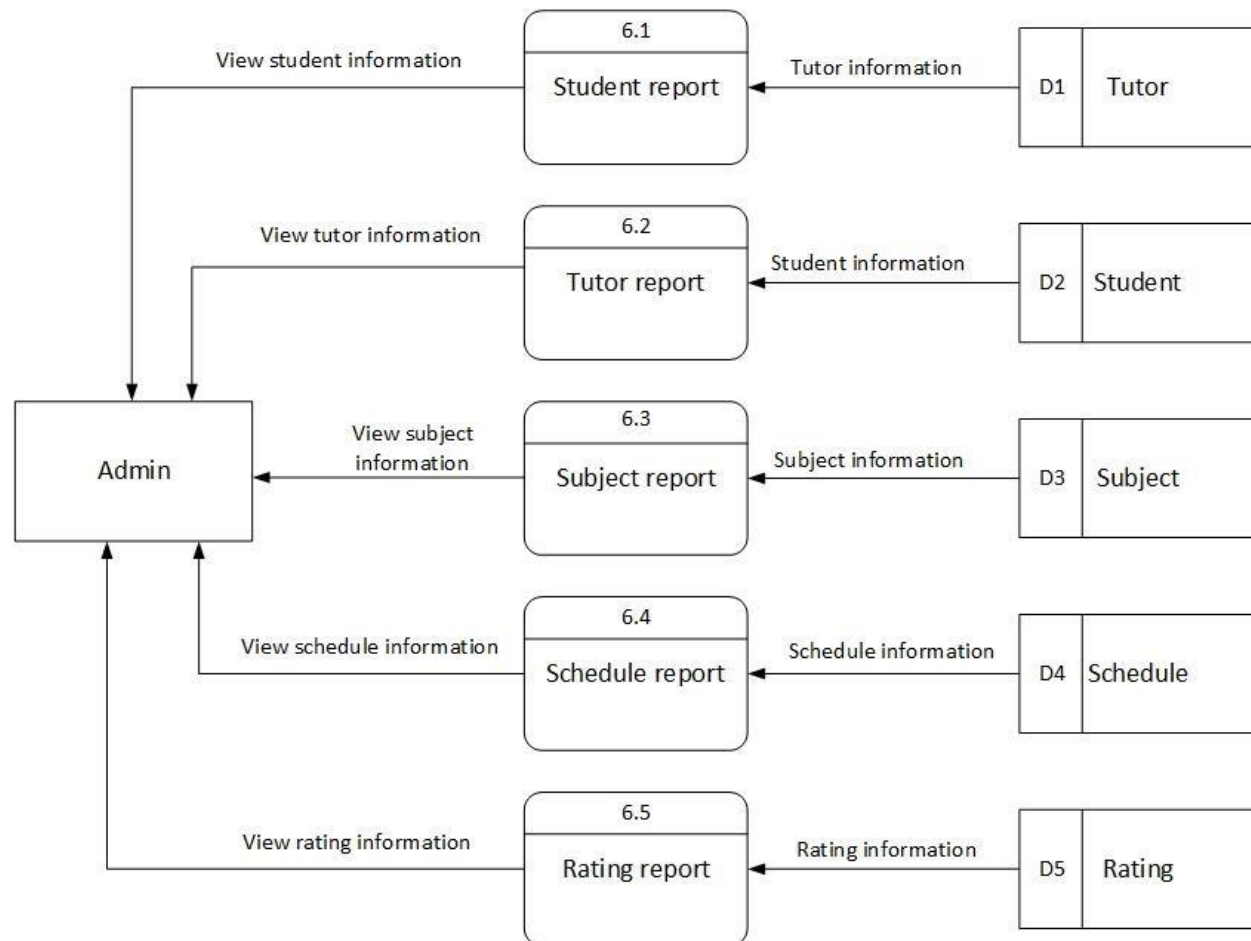 6.1
View student information
Student report
Tutor information
D1
Tutor
6.2
View tutor information
Tutor report
Student information
D2
Student
6.3
View subject
information
Admin
Subject report
Subject information
D3
Subject
6.4
View schedule information
Schedule report
Schedule information
D4
Schedule
6.5
View rating information
Rating report
Rating information
D5
Rating